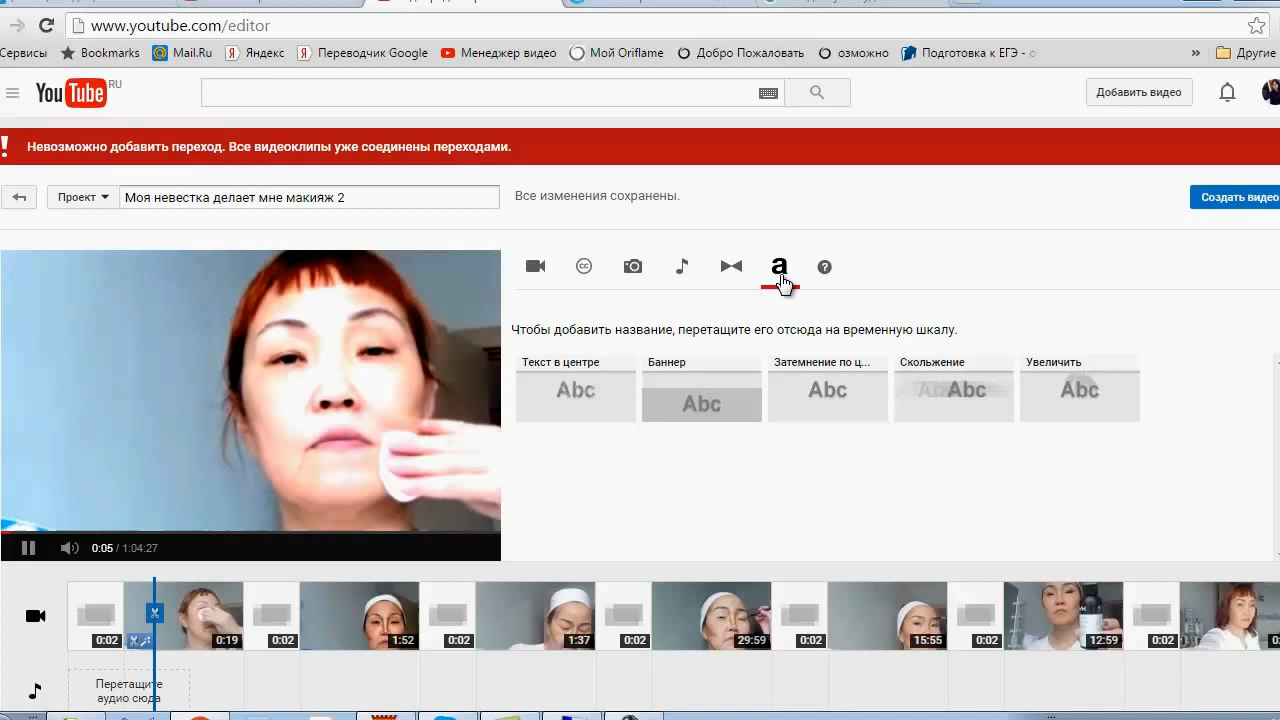 www.youtube.com/editor
Сервисы Bookmarks Mail.Ru Яндекс Переводчик Google Менеджер видео Мой Oriflame Добро Пожаловать озможно Подготовка к ЕГЭ - » Другие
YouTube RU
Добавить видео
Невозможно добавить переход. Все видеоклипы уже соединены переходами.
Проект Моя невестка делает мне макияж 2 Все изменения сохранены. Создать видео
a ?
Чтобы добавить название, перетащите его отсюда на временную шкалу.
Текст в центре Баннер Затемнение по ц... Скольжение Увеличить
Abc Abc Abc Abc Abc
0:05 / 1:04:27
0:02 0:19 0:02 1:52 0:02 1:37 0:02 29:59 0:02 15:55 0:02 12:59 0:02
Перетащите
аудио сюда